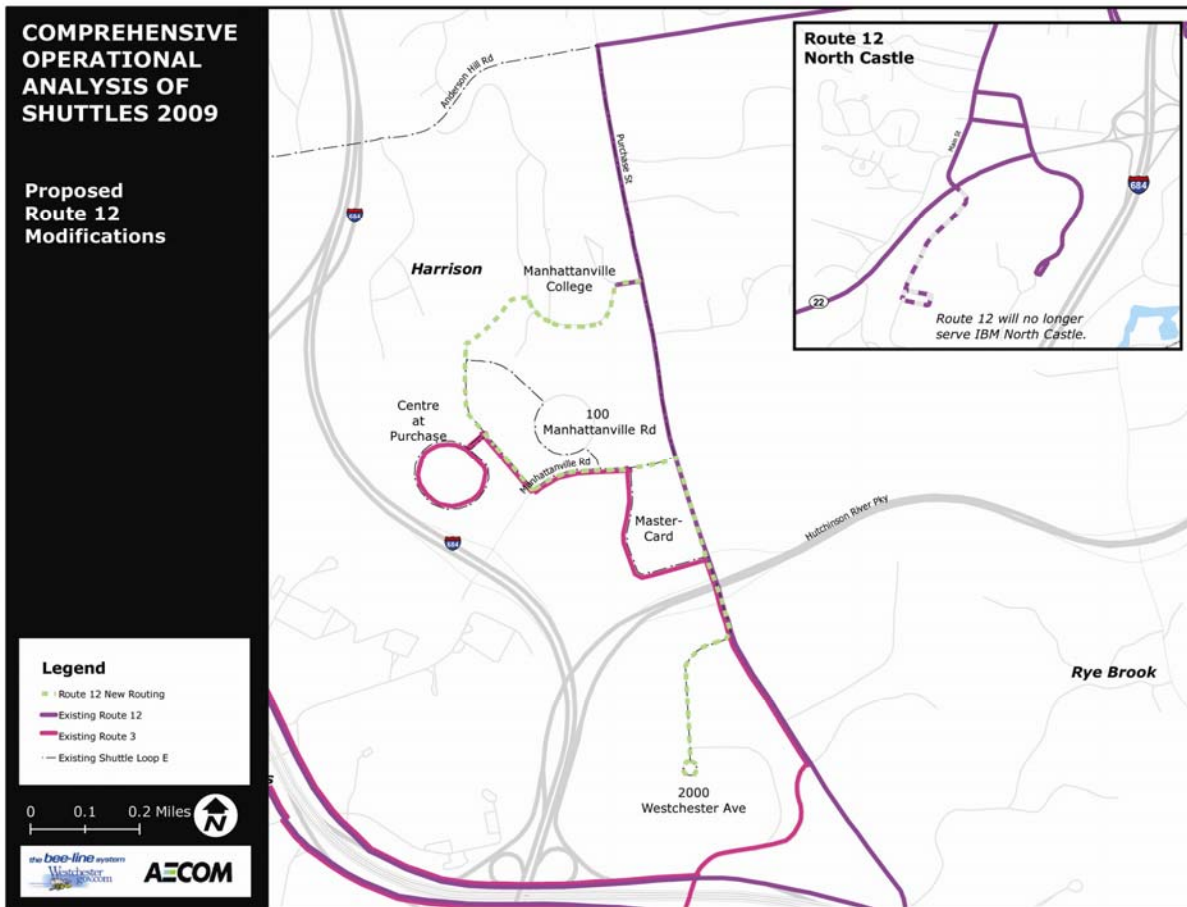 COMPREHENSIVE
OPERATIONAL
ANALYSIS OF
SHUTTLES 2009
Proposed
Route 12
Modifications
Legend
Route 12 New Routing
Existing Route 12
Existing Route 3
Existing Shuttle Loop E
0 0.1 0.2 Miles
N
the bee-line system
Westchester
gov.com
AECOM
Anderson Hill Rd
Purchase St
684
Harrison
Manhattanville
College
Centre
at
Purchase
100
Manhattanville Rd
Manhattanville Rd
Master-
Card
684
Hutchinson River Pky
Rye Brook
2000
Westchester Ave
s
Route 12
North Castle
Main St
684
22
Route 12 will no longer
serve IBM North Castle.